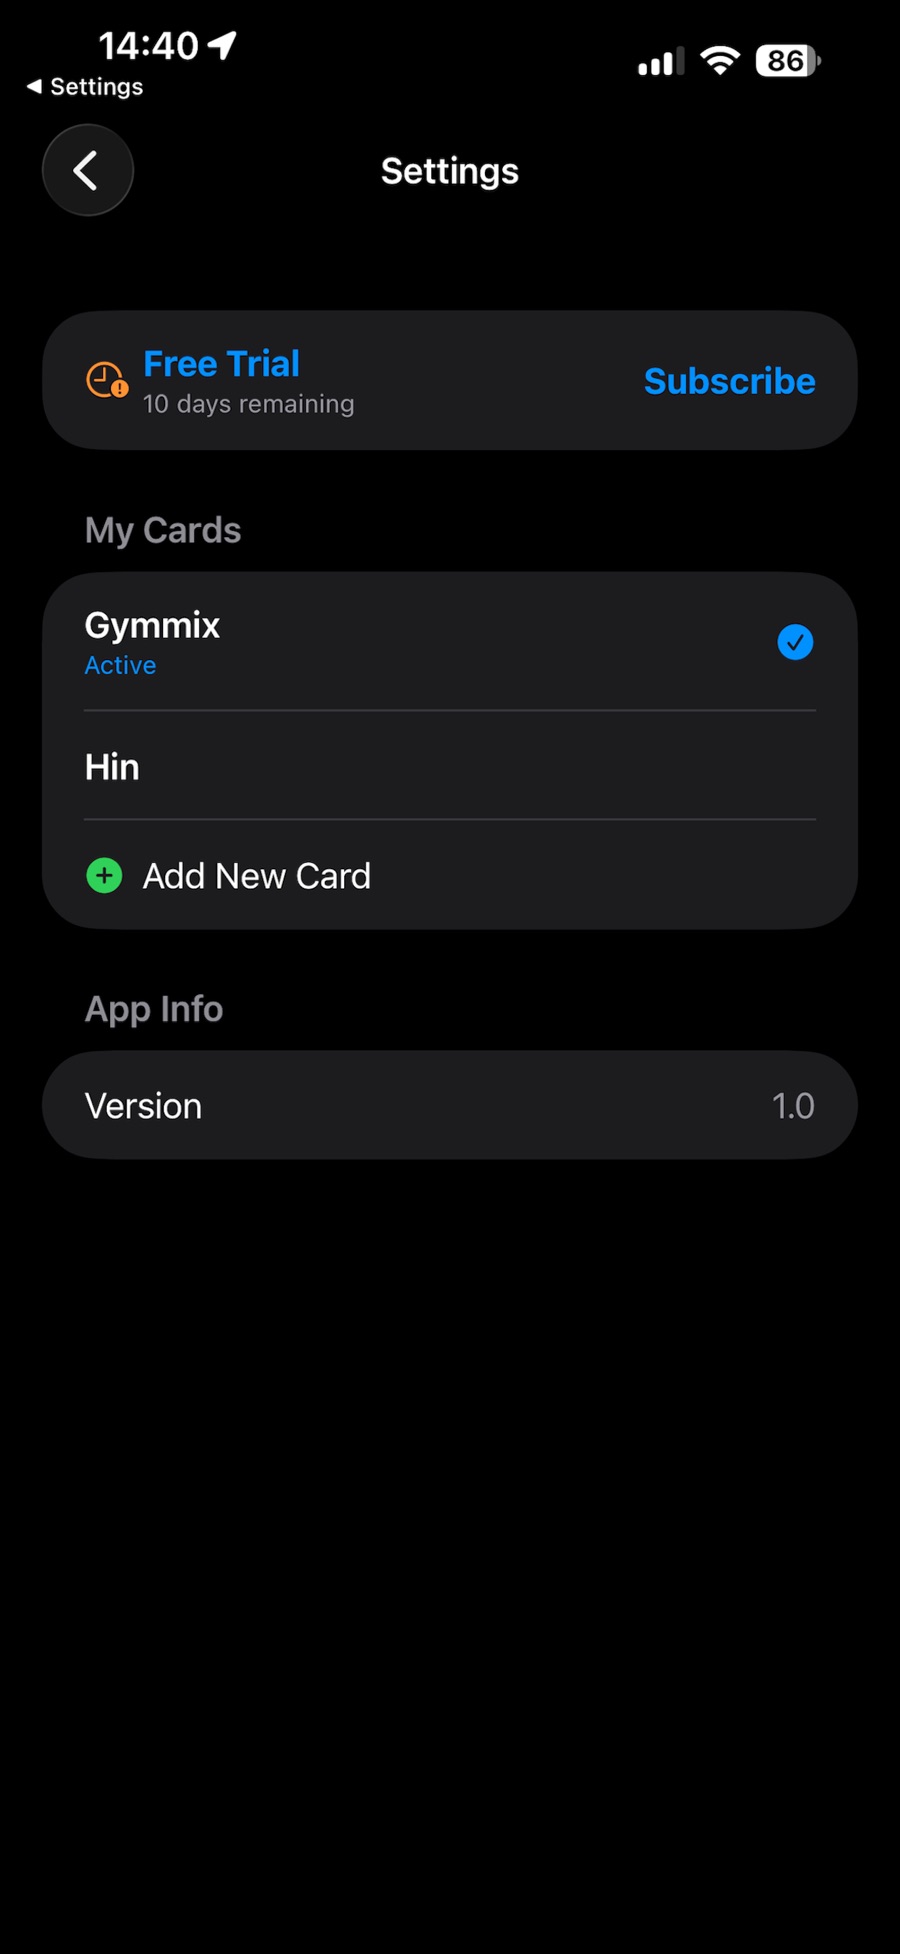 14:40
86
◀ Settings
Settings
Free Trial
10 days remaining
Subscribe
My Cards
Gymmix
Active
Hin
Add New Card
App Info
Version
1.0